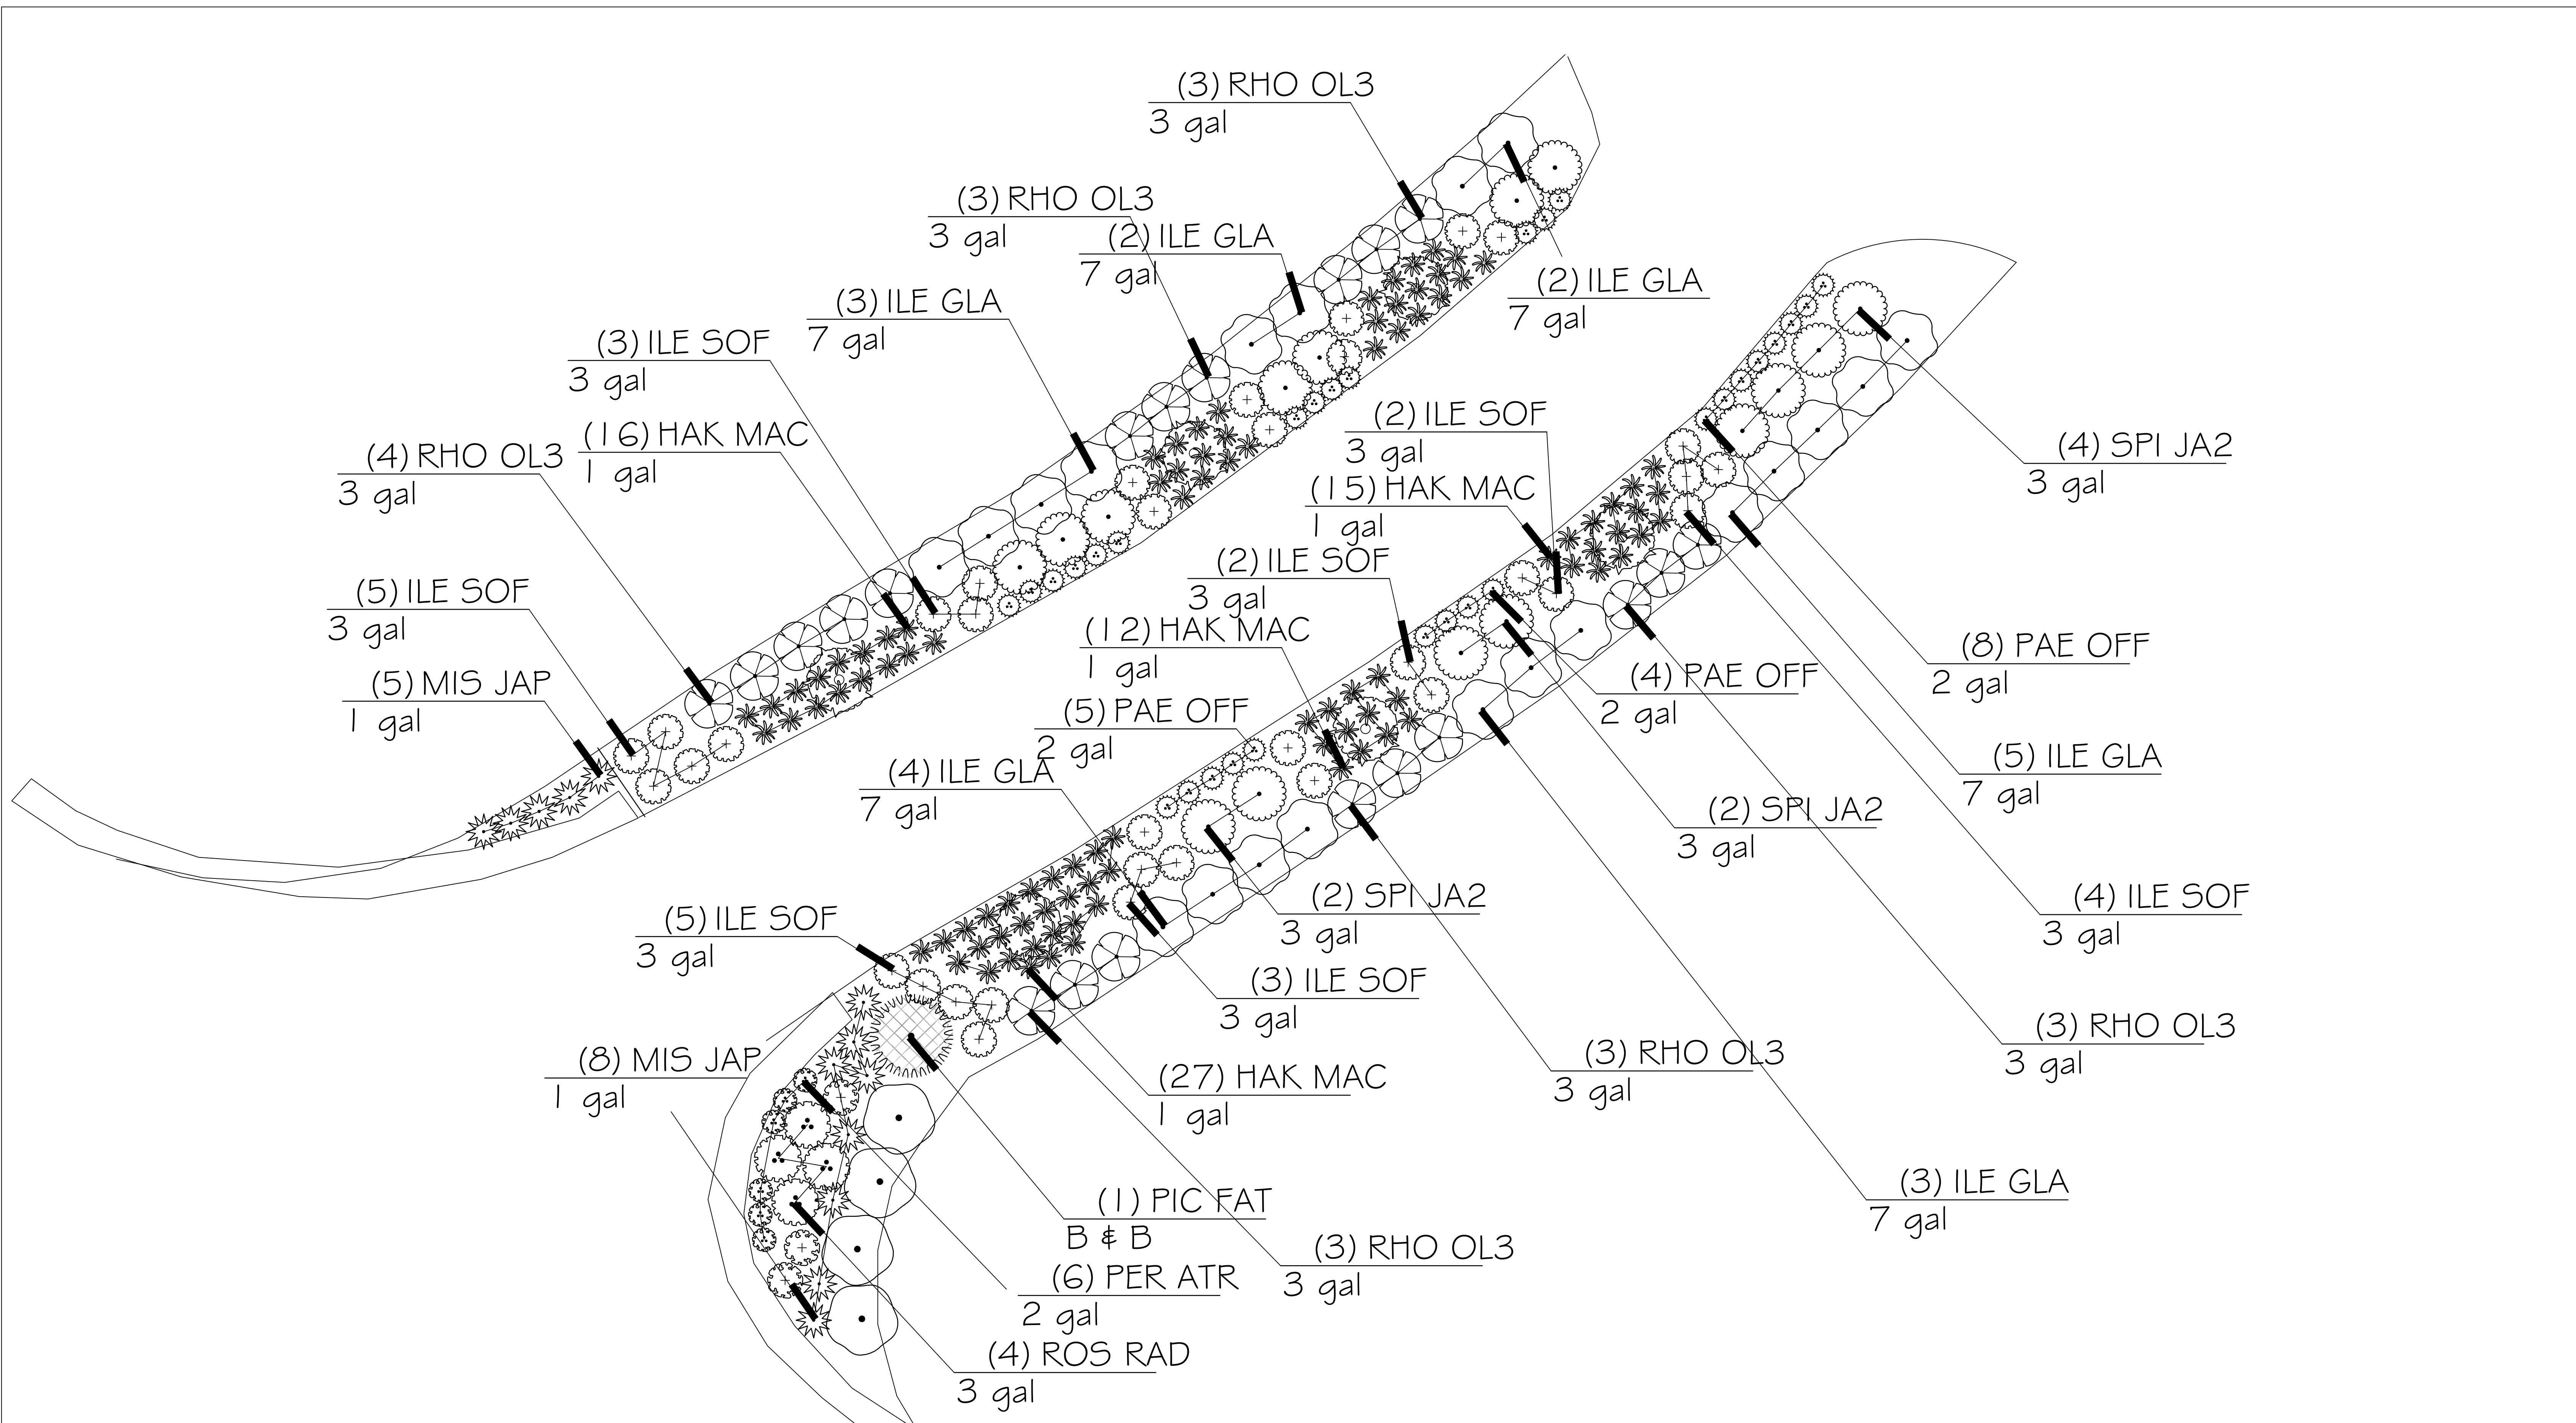 (3) RHO OL3
3 gal
(3) RHO OL3
3 gal
(2) ILE GLA
7 gal
(2) ILE GLA
7 gal
(3) ILE GLA
7 gal
(3) ILE SOF
3 gal
(16) HAK MAC
1 gal
(4) RHO OL3
3 gal
(5) ILE SOF
3 gal
(5) MIS JAP
1 gal
(2) ILE SOF
3 gal
(15) HAK MAC
1 gal
(2) ILE SOF
3 gal
(12) HAK MAC
1 gal
(5) PAE OFF
2 gal
(4) ILE GLA
7 gal
(4) SPI JA2
3 gal
(8) PAE OFF
2 gal
(4) PAE OFF
2 gal
(5) ILE GLA
7 gal
(2) SPI JA2
3 gal
(4) ILE SOF
3 gal
(2) SPI JA2
3 gal
(5) ILE SOF
3 gal
(3) ILE SOF
3 gal
(3) RHO OL3
3 gal
(3) RHO OL3
3 gal
(8) MIS JAP
1 gal
(27) HAK MAC
1 gal
(3) ILE GLA
7 gal
(1) PIC FAT
B & B
(3) RHO OL3
3 gal
(6) PER ATR
2 gal
(4) ROS RAD
3 gal